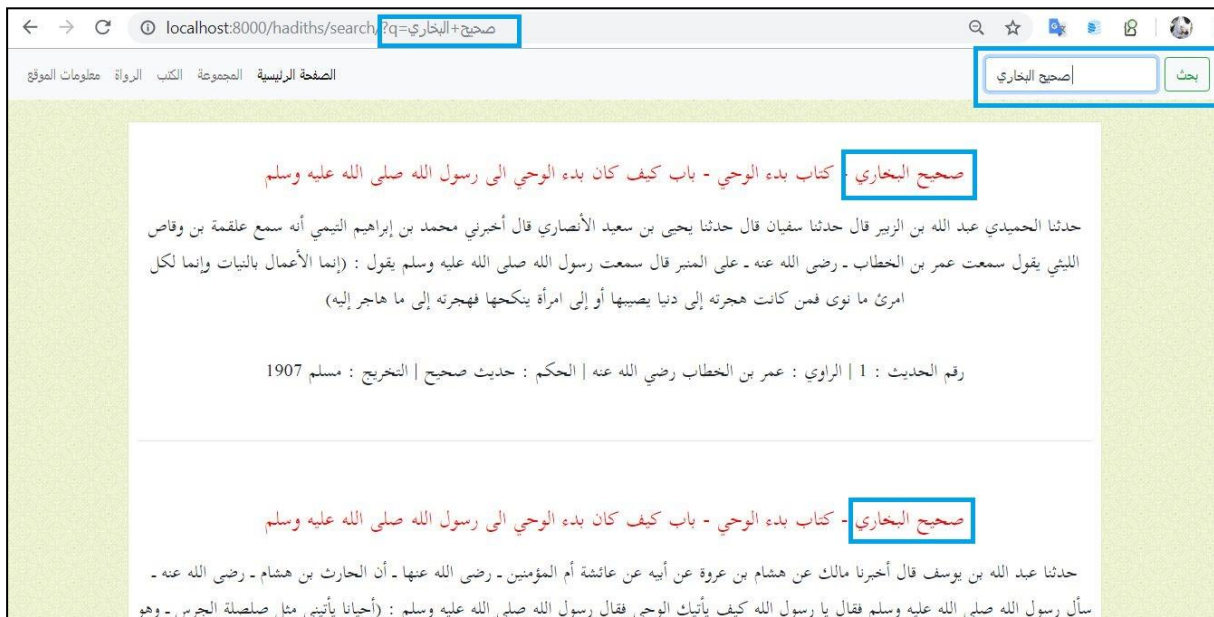 localhost:8000/hadiths/search/?q=صحيح+البخاري
الصفحة الرئيسية المجموعة الكتب الرواة معلومات الموقع
صحيح البخاري
بحث
صحيح البخاري - كتاب بدء الوحي - باب كيف كان بدء الوحي الى رسول الله صلى الله عليه وسلم
حدثنا الحميدي عبد الله بن الزبير قال حدثنا سفيان قال حدثنا يحيى بن سعيد الأنصاري قال أخبرني محمد بن إبراهيم التيمي أنه سمع علقمة بن وقاص
الليثي يقول سمعت عمر بن الخطاب ـ رضى الله عنه ـ على المنبر قال سمعت رسول الله صلى الله عليه وسلم يقول : (إنما الأعمال بالنيات وإنما لكل
امرئ ما نوى فمن كانت هجرته إلى دنيا يصيبها أو إلى امرأة ينكحها فهجرته إلى ما هاجر إليه)
رقم الحديث : 1 | الراوي : عمر بن الخطاب رضي الله عنه | الحكم : حديث صحيح | التخريج : مسلم 1907
صحيح البخاري - كتاب بدء الوحي - باب كيف كان بدء الوحي الى رسول الله صلى الله عليه وسلم
حدثنا عبد الله بن يوسف قال أخبرنا مالك عن هشام بن عروة عن أبيه عن عائشة أم المؤمنين ـ رضى الله عنها ـ أن الحارث بن هشام ـ رضى الله عنه ـ
سأل رسول الله صلى الله عليه وسلم فقال يا رسول الله كيف يأتيك الوحى فقال رسول الله صلى الله عليه وسلم : (أحيانا يأتيني مثل صلصلة الجرس ـ وهو